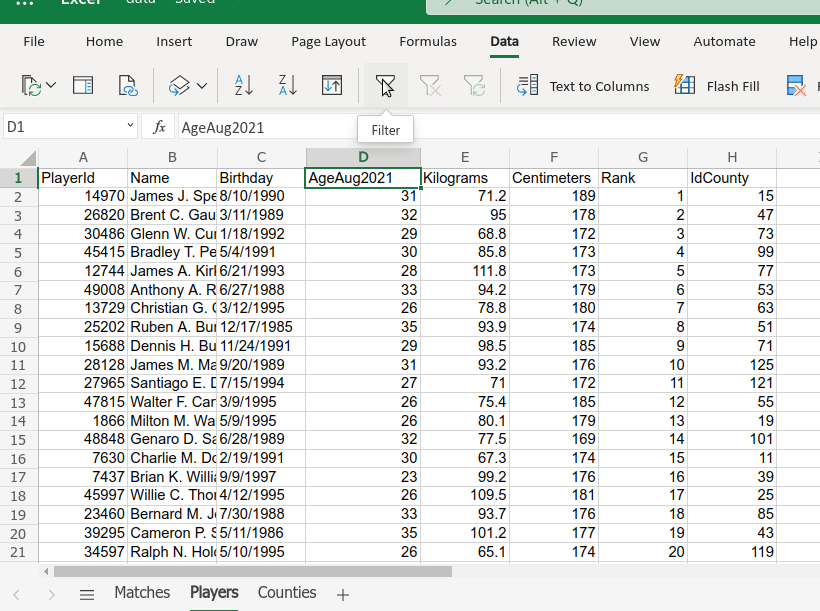 Excel data Saved Search (Alt + Q)
File Home Insert Draw Page Layout Formulas Data Review View Automate Help
Text to Columns Flash Fill
Filter
D1 fx AgeAug2021
A B C D E F G H
1 PlayerId Name Birthday AgeAug2021 Kilograms Centimeters Rank IdCounty
2 14970 James J. Spe 8/10/1990 31 71.2 189 1 15
3 26820 Brent C. Gau 3/11/1989 32 95 178 2 47
4 30486 Glenn W. Cur 1/18/1992 29 68.8 172 3 73
5 45415 Bradley T. Pe 5/4/1991 30 85.8 173 4 99
6 12744 James A. Kirk 6/21/1993 28 111.8 173 5 77
7 49008 Anthony A. R 6/27/1988 33 94.2 179 6 53
8 13729 Christian G. 3/12/1995 26 78.8 180 7 63
9 25202 Ruben A. Bur 12/17/1985 35 93.9 174 8 51
10 15688 Dennis H. Bu 11/24/1991 29 98.5 185 9 71
11 28128 James M. Ma 9/20/1989 31 93.2 176 10 125
12 27965 Santiago E. 7/15/1994 27 71 172 11 121
13 47815 Walter F. Car 3/9/1995 26 75.4 185 12 55
14 1866 Milton M. Wa 5/9/1995 26 80.1 179 13 19
15 48848 Genaro D. Sa 6/28/1989 32 77.5 169 14 101
16 7630 Charlie M. Do 2/19/1991 30 67.3 174 15 11
17 7437 Brian K. Willia 9/9/1997 23 99.2 176 16 39
18 45997 Willie C. Thor 4/12/1995 26 109.5 181 17 25
19 23460 Bernard M. J 7/30/1988 33 93.7 176 18 85
20 39295 Cameron P. S 5/11/1986 35 101.2 177 19 43
21 34597 Ralph N. Hol 5/10/1995 26 65.1 174 20 119
Matches Players Counties